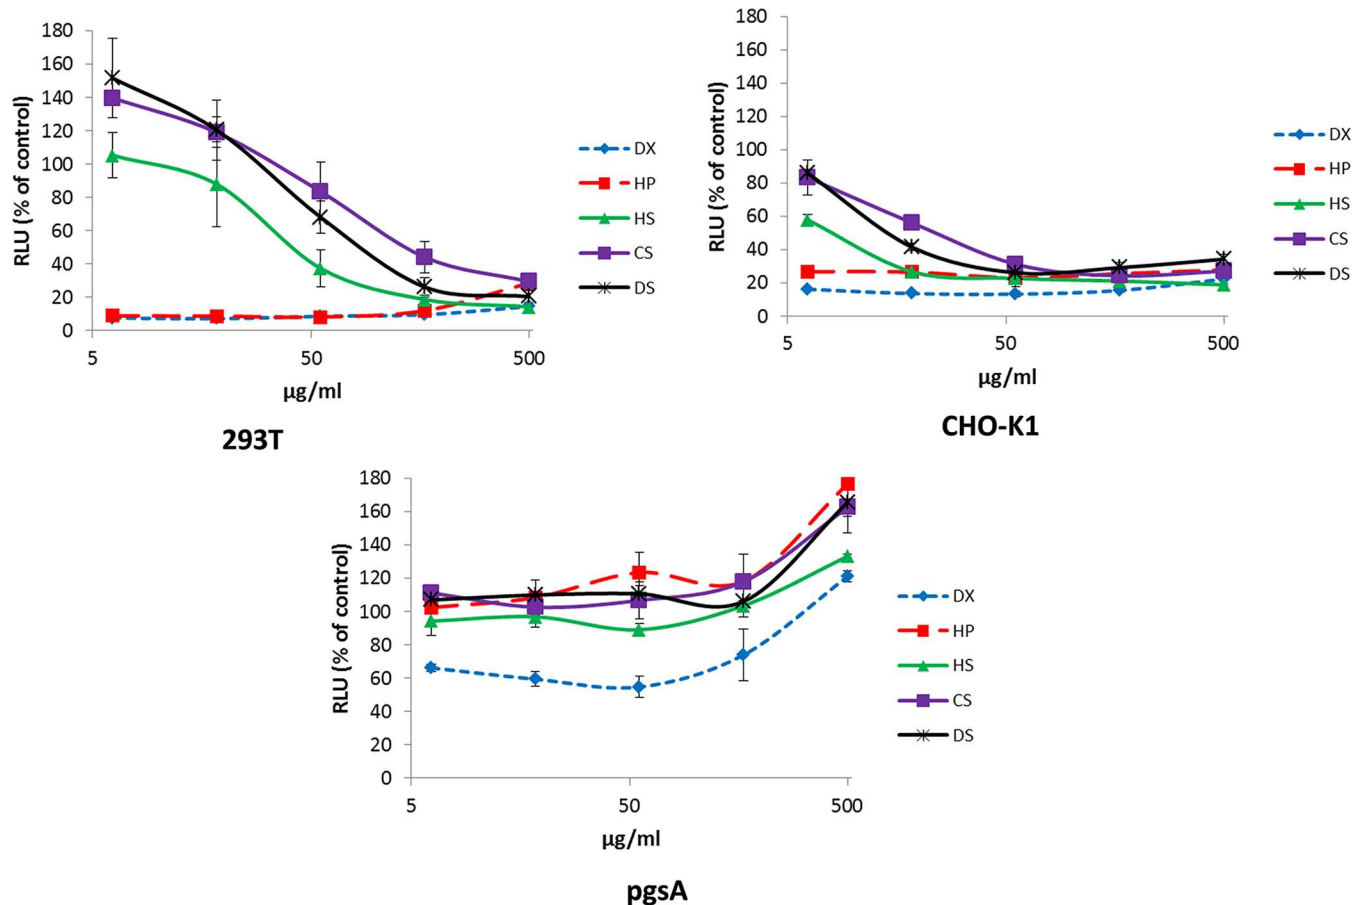 180
160
140
120
100
80
60
40
20
0
RLU (% of control)
5 50 500
µg/ml
DX
HP
HS
CS
DS
293T
180
160
140
120
100
80
60
40
20
0
RLU (% of control)
5 50 500
µg/ml
DX
HP
HS
CS
DS
CHO-K1
180
160
140
120
100
80
60
40
20
0
RLU (% of control)
5 50 500
µg/ml
DX
HP
HS
CS
DS
pgsA